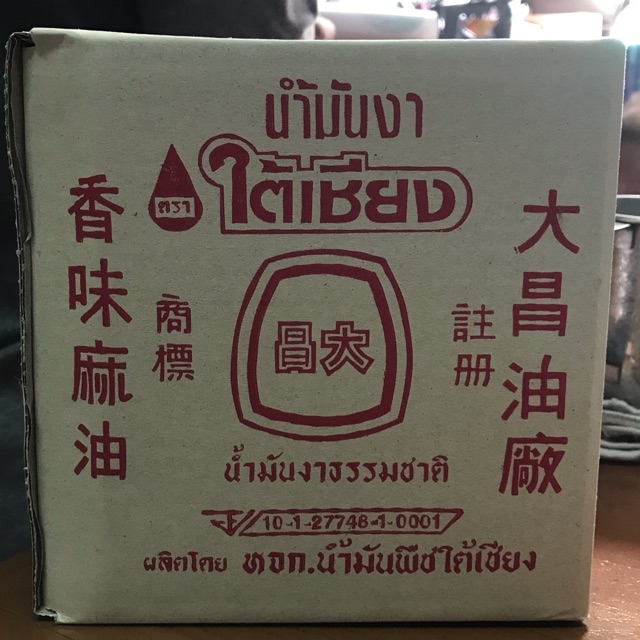 น้ำมันงา
ตรา
ใต้เชียง
大昌油廠
註册
昌大
商標
香味麻油
น้ำมันงาธรรมชาติ
10-1-27748-1-0001
ผลิตโดย หจก.น้ำมันพืชใต้เชียง